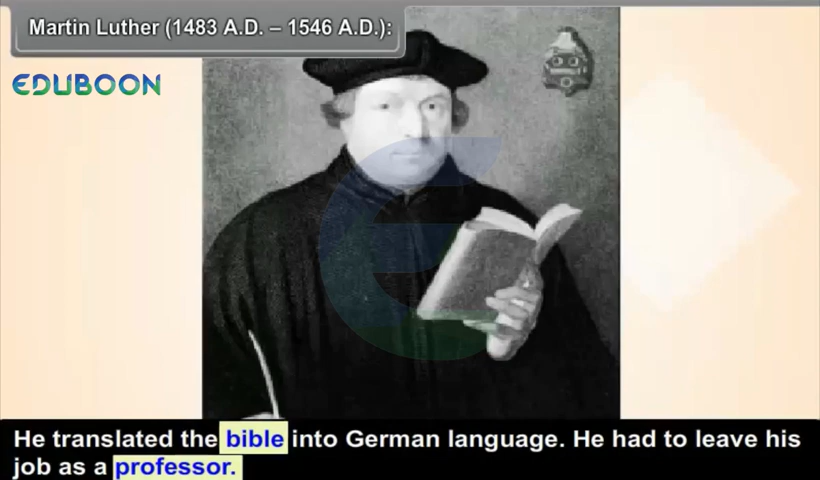 Martin Luther (1483 A.D. – 1546 A.D.):
EDUBOON
He translated the bible into German language. He had to leave his
job as a professor.